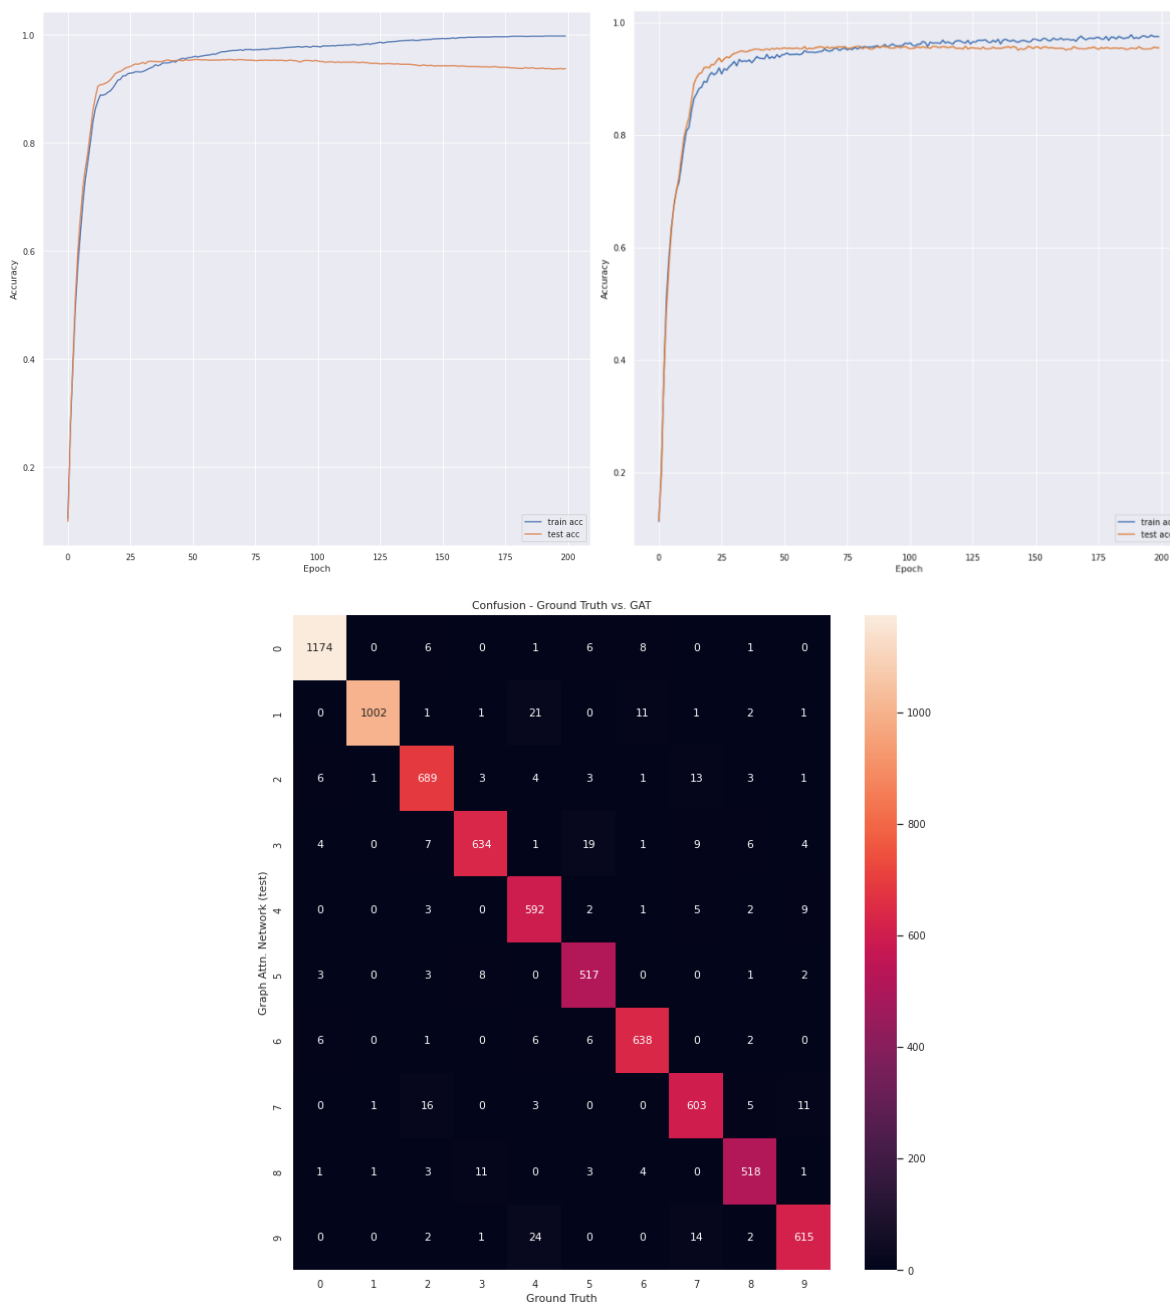 1.0
0.8
0.6
0.4
0.2
Accuracy
0 25 50 75 100 125 150 175 200
Epoch
train acc
test acc
1.0
0.8
0.6
0.4
0.2
Accuracy
0 25 50 75 100 125 150 175 200
Epoch
train ac
test acc
Confusion - Ground Truth vs. GAT
Graph Attn. Network (test)
0 1174 0 6 0 1 6 8 0 1 0
1 0 1002 1 1 21 0 11 1 2 1
2 6 1 689 3 4 3 1 13 3 1
3 4 0 7 634 1 19 1 9 6 4
4 0 0 3 0 592 2 1 5 2 9
5 3 0 3 8 0 517 0 0 1 2
6 6 0 1 0 6 6 638 0 2 0
7 0 1 16 0 3 0 0 603 5 11
8 1 1 3 11 0 3 4 0 518 1
9 0 0 2 1 24 0 0 14 2 615
0 1 2 3 4 5 6 7 8 9
Ground Truth
1000
800
600
400
200
0